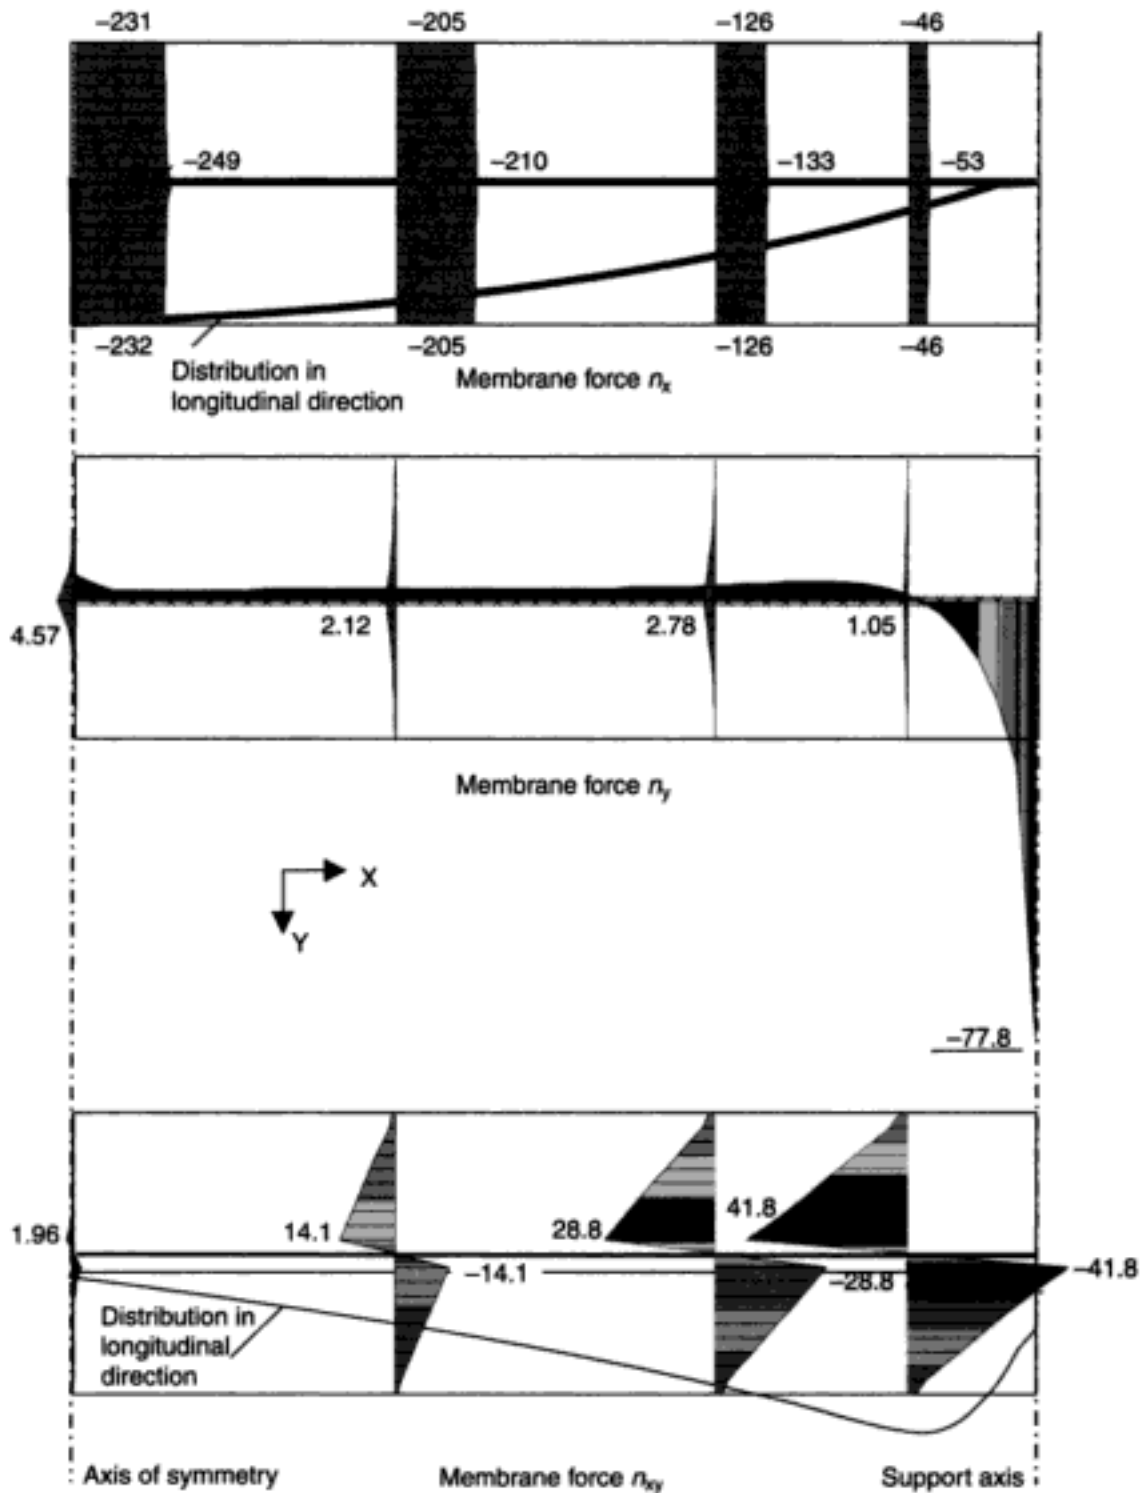 −231 −205 −126 −46
−249 −210 −133 −53
−232 −205 −126 −46
Distribution in
longitudinal direction
Membrane force nx
4.57 2.12 2.78 1.05
Membrane force ny
X
Y
−77.8
1.96 14.1 28.8 41.8
−14.1 −28.8 −41.8
Distribution in
longitudinal
direction
Axis of symmetry Membrane force nxy Support axis